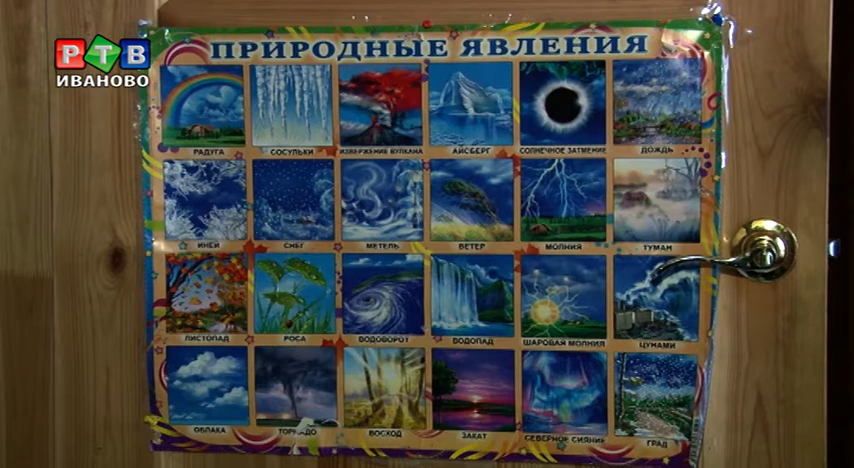 РТВ
ИВАНОВО
ПРИРОДНЫЕ ЯВЛЕНИЯ
РАДУГА
СОСУЛЬКИ
ИЗВЕРЖЕНИЕ ВУЛКАНА
АЙСБЕРГ
СОЛНЕЧНОЕ ЗАТМЕНИЕ
ДОЖДЬ
ИНЕЙ
СНЕГ
МЕТЕЛЬ
ВЕТЕР
МОЛНИЯ
ТУМАН
ЛИСТОПАД
РОСА
ВОДОВОРОТ
ВОДОПАД
ШАРОВАЯ МОЛНИЯ
ЦУНАМИ
ОБЛАКА
ТОРНАДО
ВОСХОД
ЗАКАТ
СЕВЕРНОЕ СИЯНИЕ
ГРАД